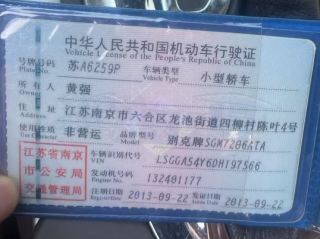 中华人民共和国机动车行驶证
Vehicle License of the People's Republic of China
号牌号码 苏A6259P 车辆类型 小型轿车
Plate No. Vehicle Type
所有人 黄强
Owner
住址 江苏南京市六合区龙池街道四柳村陈叶4号
Address
使用性质 非营运 品牌型号 别克牌SGM7206ATA
Use Character Model
江苏省南京市公安局交通管理局
车辆识别代号 LSGGA54Y6DH197566
VIN
发动机号码 132401177
Engine No.
注册日期 2013-09-22 发证日期 2013-09-22
Register Date Issue Date